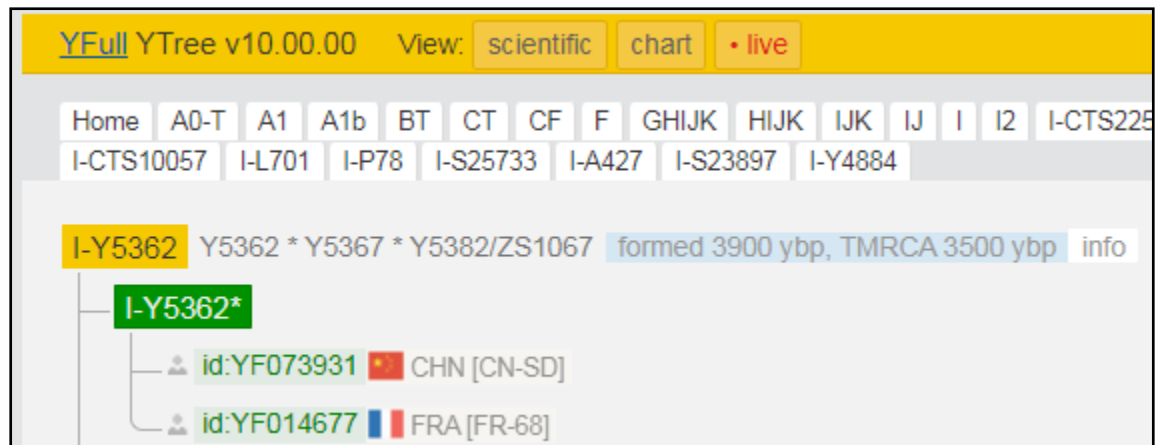 YFull YTree v10.00.00 View: scientific chart • live
Home A0-T A1 A1b BT CT CF F GHIJK HIJK IJK IJ I I2 I-CTS225
I-CTS10057 I-L701 I-P78 I-S25733 I-A427 I-S23897 I-Y4884
I-Y5362 Y5362 * Y5367 * Y5382/ZS1067 formed 3900 ybp, TMRCA 3500 ybp info
I-Y5362*
id:YF073931 CHN [CN-SD]
id:YF014677 FRA [FR-68]